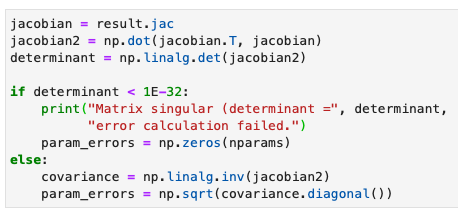 jacobian = result.jac
jacobian2 = np.dot(jacobian.T, jacobian)
determinant = np.linalg.det(jacobian2)

if determinant < 1E-32:
    print("Matrix singular (determinant =", determinant,
          "error calculation failed.")
    param_errors = np.zeros(nparams)
else:
    covariance = np.linalg.inv(jacobian2)
    param_errors = np.sqrt(covariance.diagonal())